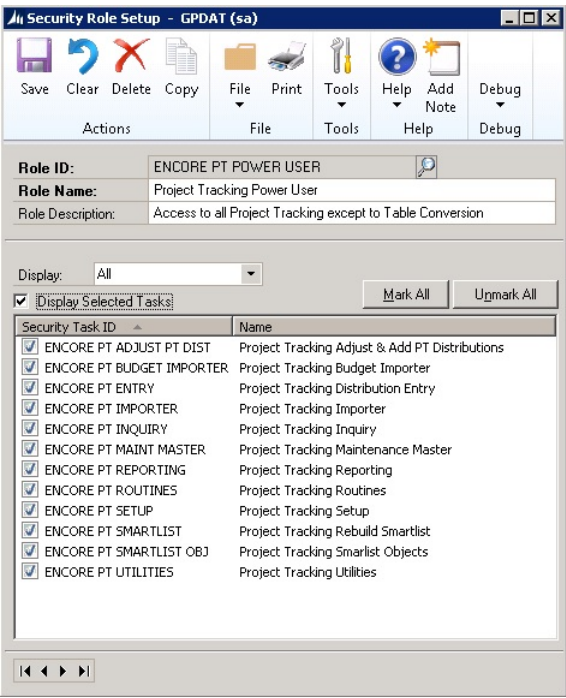 Security Role Setup - GPDAT (sa)
Save Clear Delete Copy File Print Tools Help Add Note Debug
Actions File Tools Help Debug
Role ID: ENCORE PT POWER USER
Role Name: Project Tracking Power User
Role Description: Access to all Project Tracking except to Table Conversion
Display: All
Display Selected Tasks Mark All Unmark All
Security Task ID Name
ENCORE PT ADJUST PT DIST Project Tracking Adjust & Add PT Distributions
ENCORE PT BUDGET IMPORTER Project Tracking Budget Importer
ENCORE PT ENTRY Project Tracking Distribution Entry
ENCORE PT IMPORTER Project Tracking Importer
ENCORE PT INQUIRY Project Tracking Inquiry
ENCORE PT MAINT MASTER Project Tracking Maintenance Master
ENCORE PT REPORTING Project Tracking Reporting
ENCORE PT ROUTINES Project Tracking Routines
ENCORE PT SETUP Project Tracking Setup
ENCORE PT SMARTLIST Project Tracking Rebuild Smartlist
ENCORE PT SMARTLIST OBJ Project Tracking Smarlist Objects
ENCORE PT UTILITIES Project Tracking Utilities